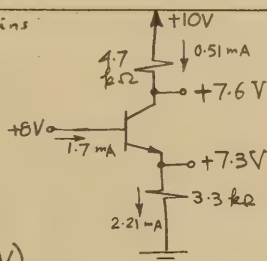 ins
+10V
4.7
kΩ
0.51 mA
+7.6V
+8V
1.7 mA
+7.3V
3.3 kΩ
2.21 mA
V)